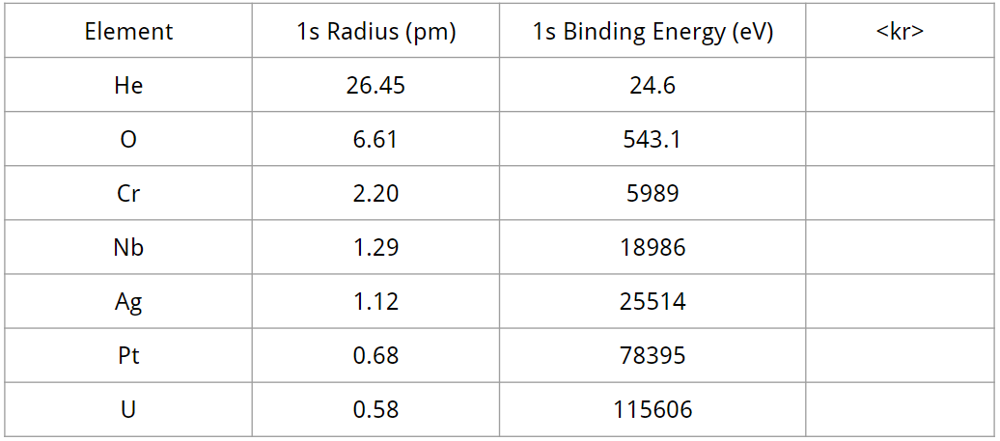 Element 1s Radius (pm) 1s Binding Energy (eV) <kr>
He 26.45 24.6
O 6.61 543.1
Cr 2.20 5989
Nb 1.29 18986
Ag 1.12 25514
Pt 0.68 78395
U 0.58 115606